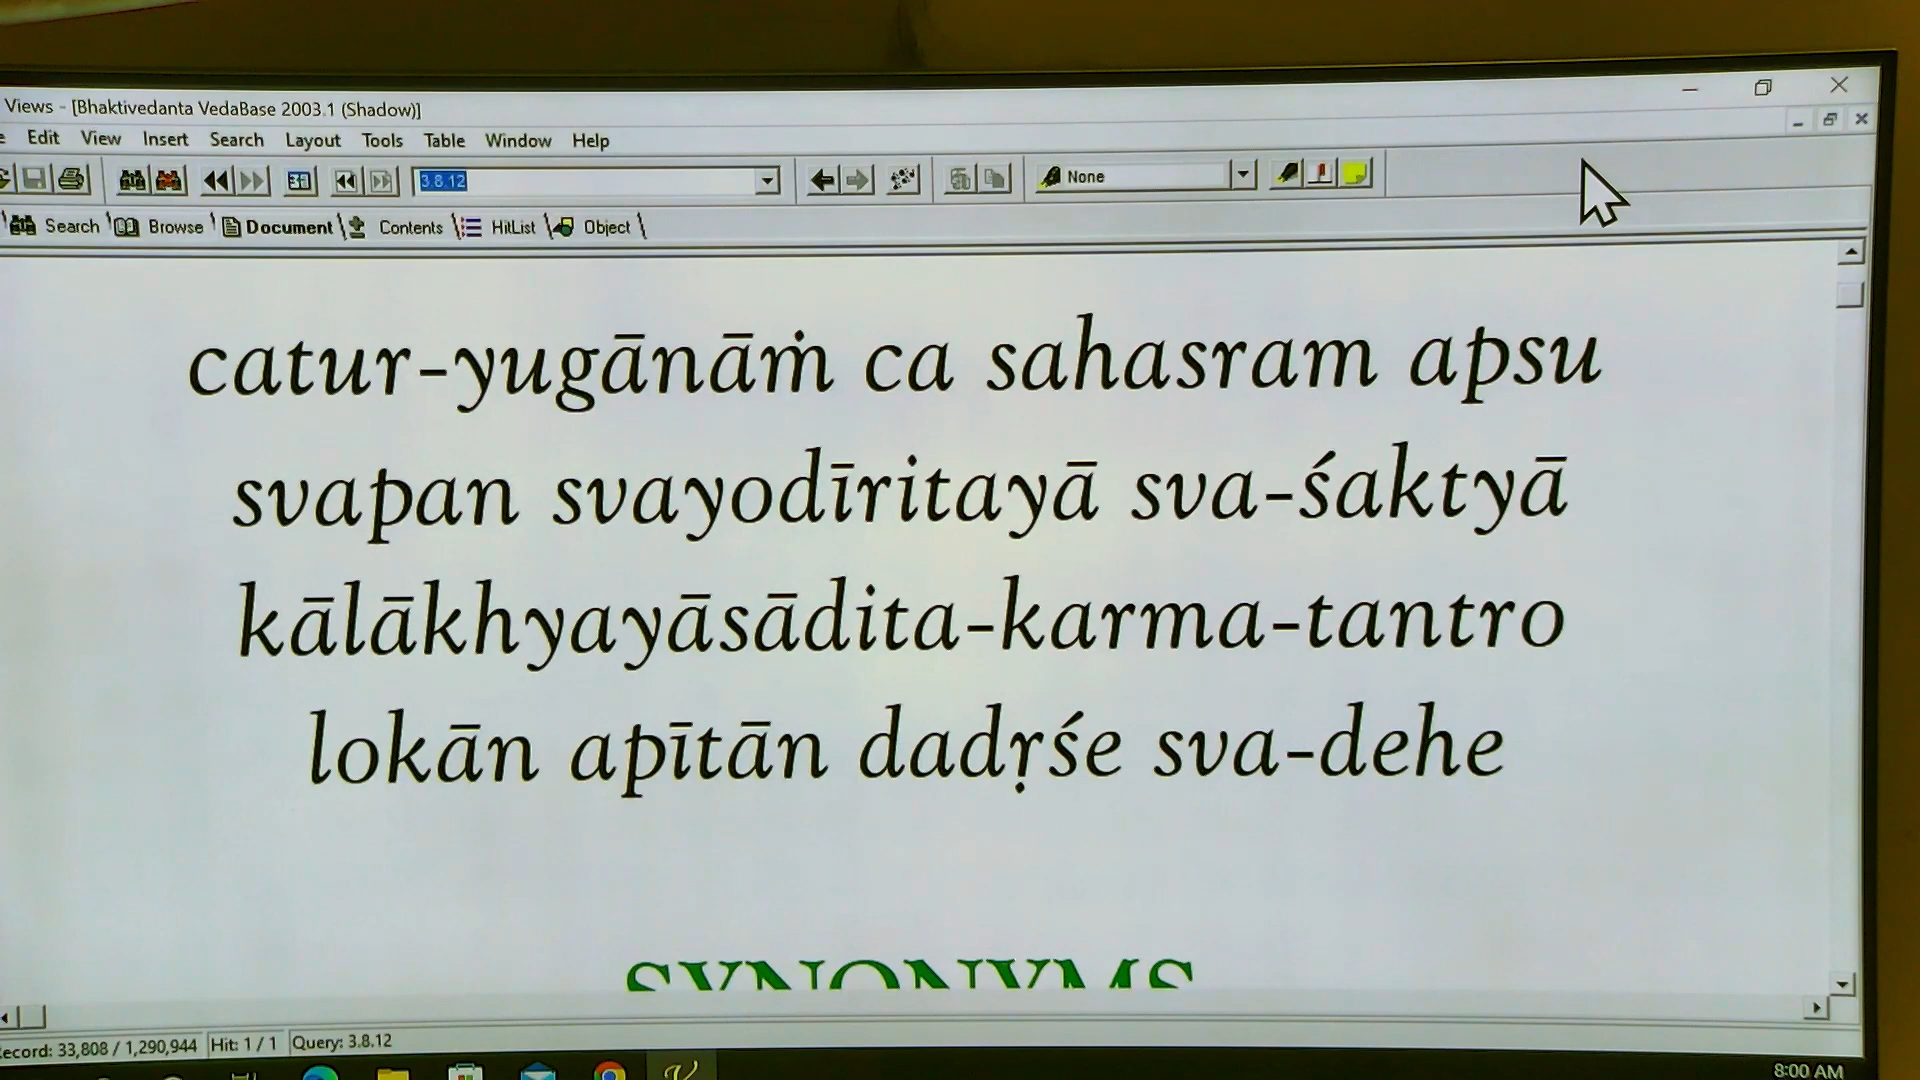 Views - [Bhaktivedanta VedaBase 2003.1 (Shadow)]
Edit View Insert Search Layout Tools Table Window Help
3.8.12 None
Search Browse Document Contents HitList Object
catur-yugānāṁ ca sahasram apsu
svapan svayodīritayā sva-śaktyā
kālākhyayāsādita-karma-tantro
lokān apītān dadṛśe sva-dehe
SYNONYMS
ecord: 33,808 / 1,290,944 Hit: 1 / 1 Query: 3.8.12
8:00 AM